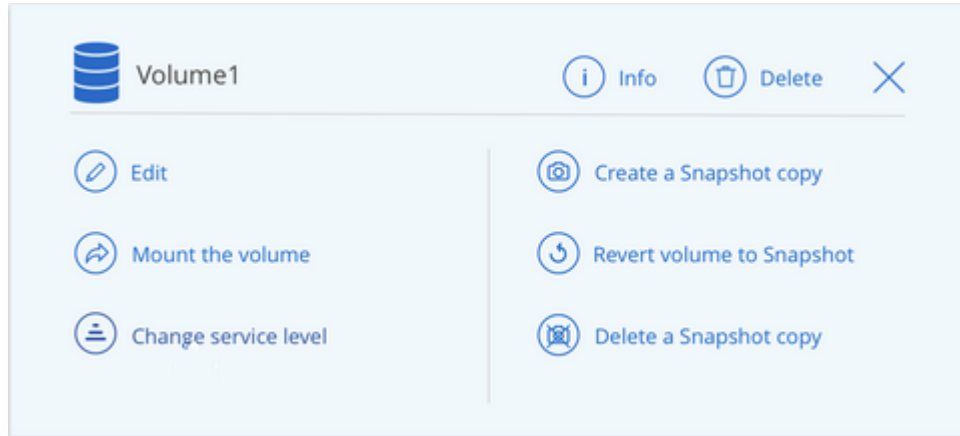 Volume1
Info
Delete
Edit
Mount the volume
Change service level
Create a Snapshot copy
Revert volume to Snapshot
Delete a Snapshot copy